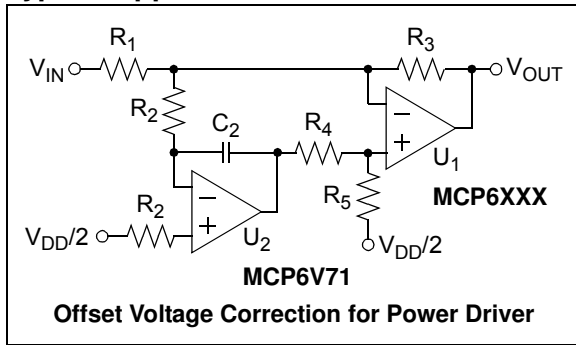 R1
R3
VIN
VOUT
R2
C2
R4
−
+
U1
−
+
R5
MCP6XXX
R2
VDD/2
U2
VDD/2
MCP6V71
Offset Voltage Correction for Power Driver